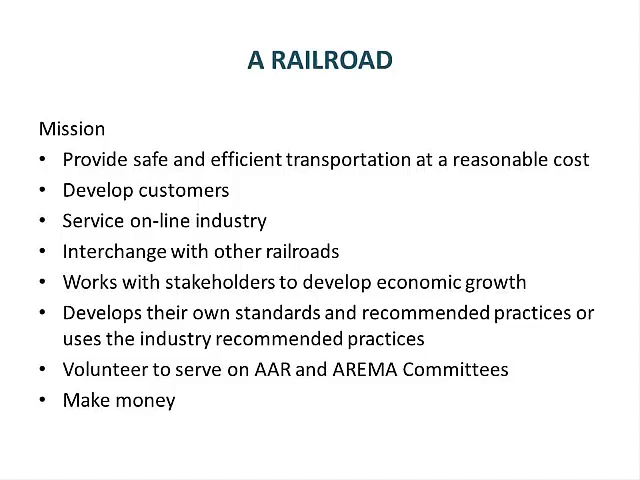 A RAILROAD
Mission
• Provide safe and efficient transportation at a reasonable cost
• Develop customers
• Service on-line industry
• Interchange with other railroads
• Works with stakeholders to develop economic growth
• Develops their own standards and recommended practices or
uses the industry recommended practices
• Volunteer to serve on AAR and AREMA Committees
• Make money